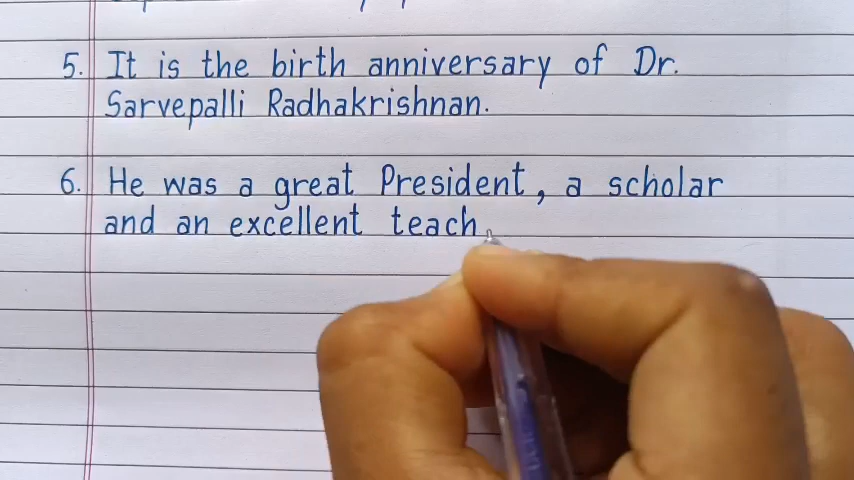 5. It is the birth anniversary of Dr.
Sarvepalli Radhakrishnan.
6. He was a great President, a scholar
and an excellent teach